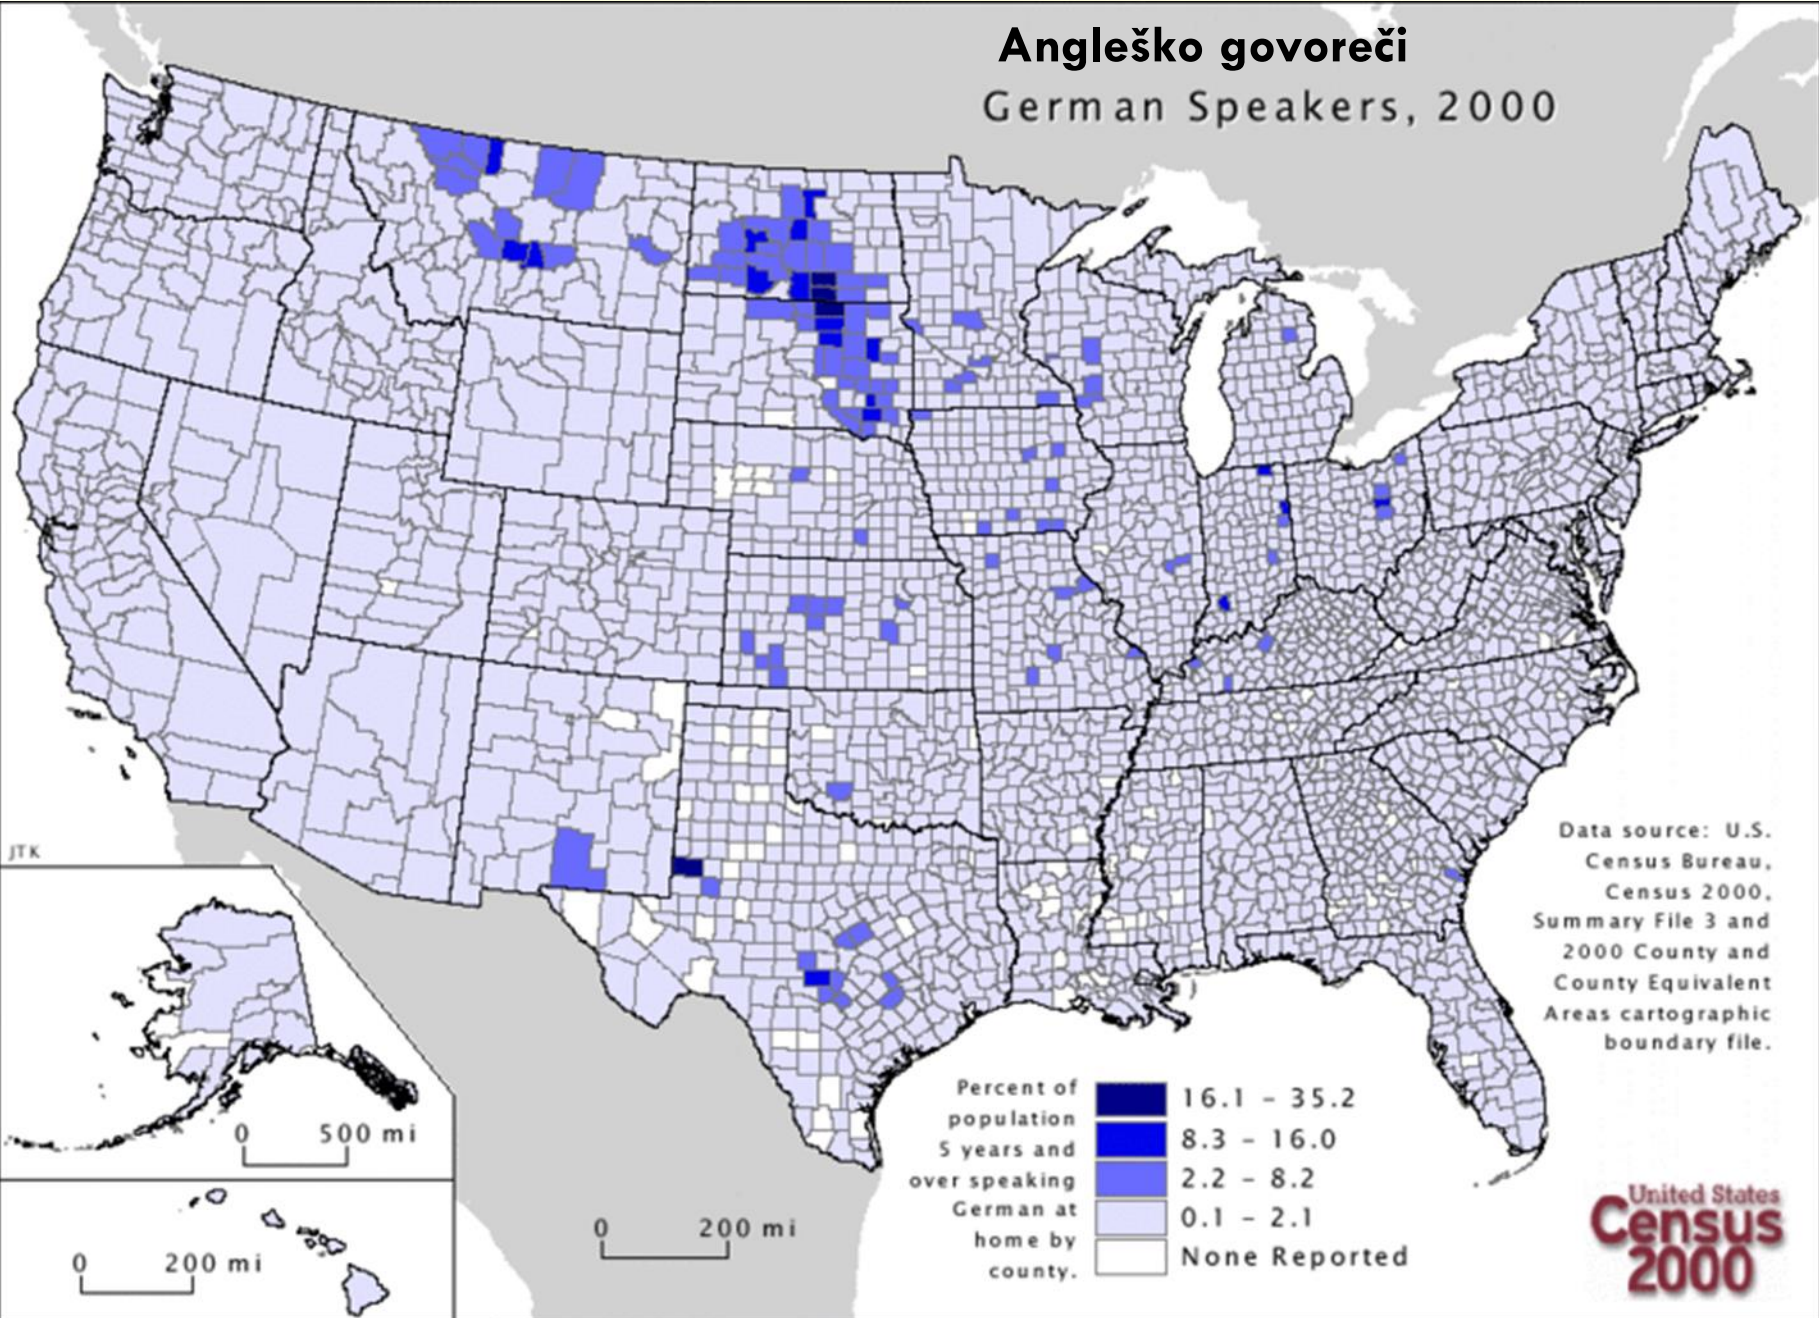 Angleško govoreči
German Speakers, 2000
JTK
Data source: U.S.
Census Bureau,
Census 2000,
Summary File 3 and
2000 County and
County Equivalent
Areas cartographic
boundary file.
Percent of
population
5 years and
over speaking
German at
home by
county.
16.1 – 35.2
8.3 – 16.0
2.2 – 8.2
0.1 – 2.1
None Reported
0 500 mi
0 200 mi
0 200 mi
United States
Census
2000